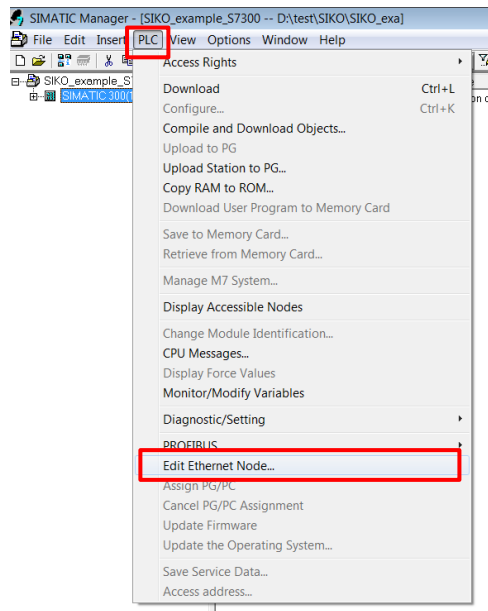 SIMATIC Manager - [SIKO_example_S7300 -- D:\test\SIKO\SIKO_exa]
File Edit Insert PLC View Options Window Help
Access Rights
SIKO_example_S
SIMATIC 300(1
Download Ctrl+L
Configure... Ctrl+K
Compile and Download Objects...
Upload to PG
Upload Station to PG...
Copy RAM to ROM...
Download User Program to Memory Card
Save to Memory Card...
Retrieve from Memory Card...
Manage M7 System...
Display Accessible Nodes
Change Module Identification...
CPU Messages...
Display Force Values
Monitor/Modify Variables
Diagnostic/Setting
PROFIBUS
Edit Ethernet Node...
Assign PG/PC
Cancel PG/PC Assignment
Update Firmware
Update the Operating System...
Save Service Data...
Access address...